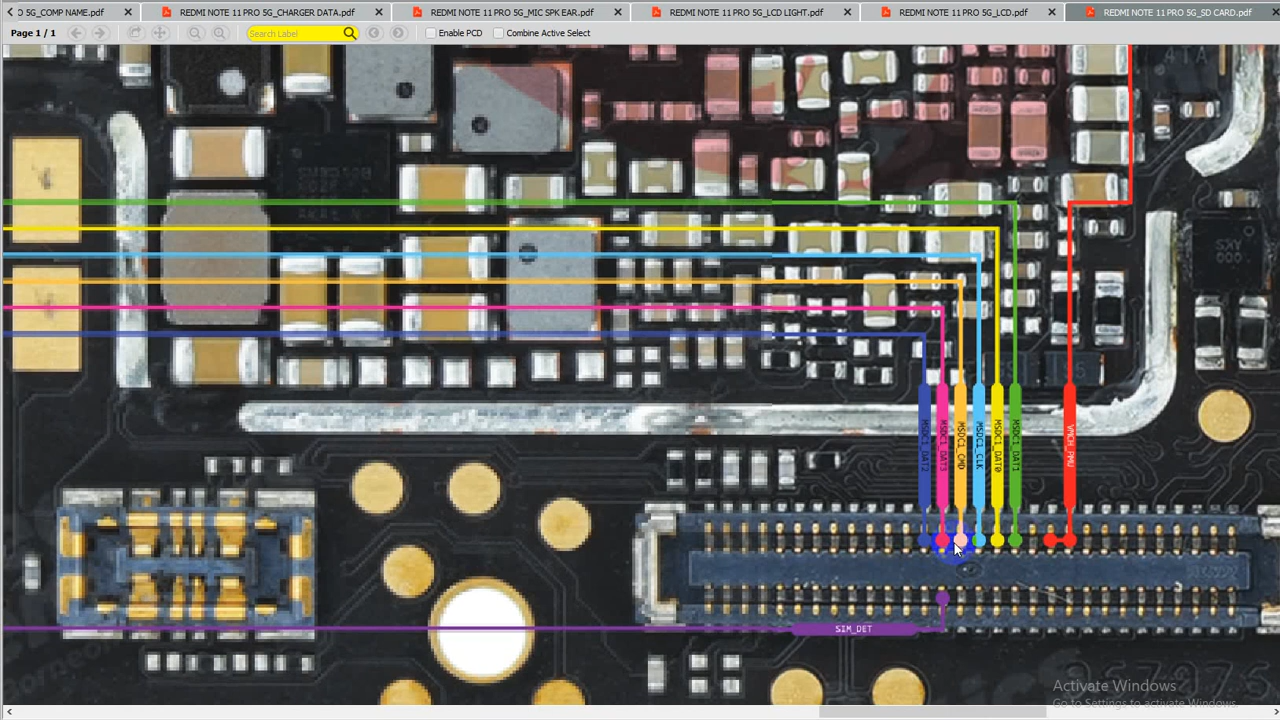 O 5G_COMP NAME.pdf
REDMI NOTE 11 PRO 5G_CHARGER DATA.pdf
REDMI NOTE 11 PRO 5G_MIC SPK EAR.pdf
REDMI NOTE 11 PRO 5G_LCD LIGHT.pdf
REDMI NOTE 11 PRO 5G_LCD.pdf
REDMI NOTE 11 PRO 5G_SD CARD.pdf
Page 1 / 1
Search Label
Enable PCD
Combine Active Select
MSDC1_DAT2
MSDC1_DAT3
MSDC1_CMD
MSDC1_CLK
MSDC1_DAT0
MSDC1_DAT1
VMCH_PMU
SIM_DET
Activate Windows
Go to Settings to activate Windows.